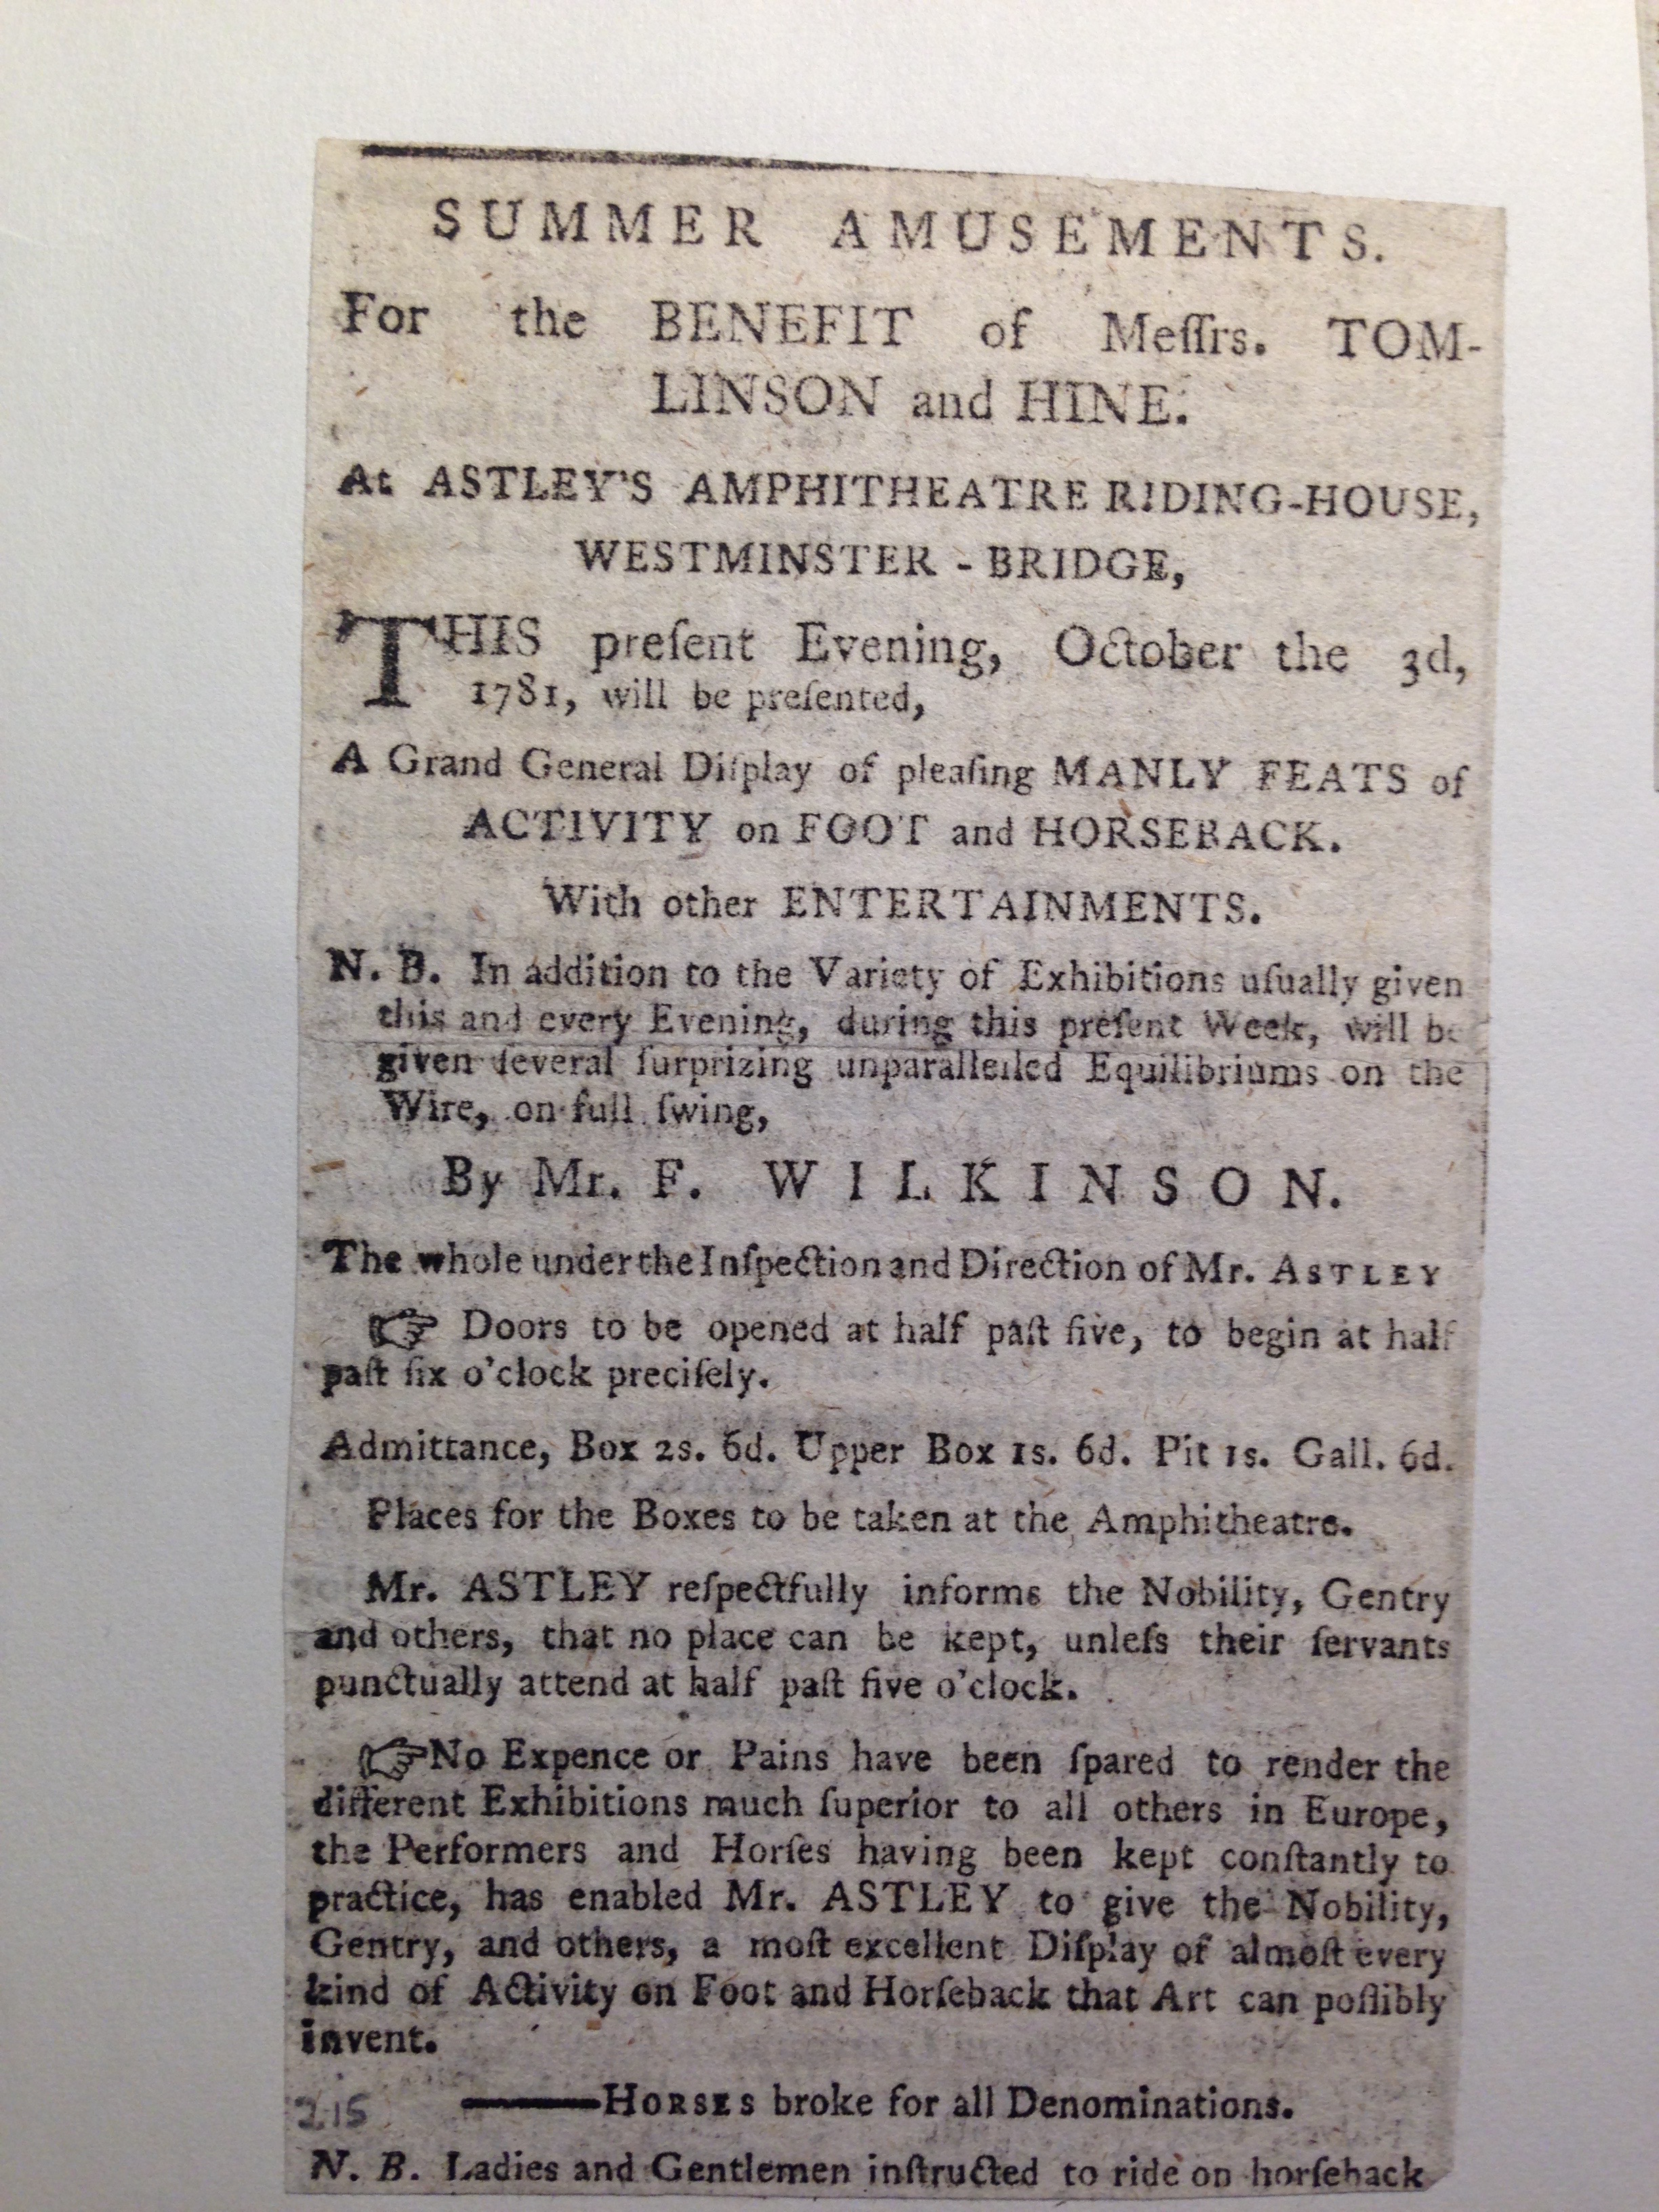 SUMMER AMUSEMENTS.
For the BENEFIT of Meſſrs. TOM-
LINSON and HINE.
At ASTLEY'S AMPHITHEATRE RIDING-HOUSE,
WESTMINSTER - BRIDGE,
THIS preſent Evening, October the 3d,
1781, will be preſented,
A Grand General Diſplay of pleaſing MANLY FEATS of
ACTIVITY on FOOT and HORSEBACK.
With other ENTERTAINMENTS.
N. B. In addition to the Variety of Exhibitions uſually given
this and every Evening, during this preſent Week, will be
given ſeveral ſurprizing unparalleiled Equilibriums on the
Wire, on full ſwing,
By Mr. F. WILKINSON.
The whole under the Inſpection and Direction of Mr. ASTLEY
☞ Doors to be opened at half paſt five, to begin at half
paſt ſix o'clock preciſely.
Admittance, Box 2s. 6d. Upper Box 1s. 6d. Pit 1s. Gall. 6d.
Places for the Boxes to be taken at the Amphitheatre.
Mr. ASTLEY reſpectfully informs the Nobility, Gentry
and others, that no place can be kept, unleſs their ſervants
punctually attend at half paſt five o'clock.
☞ No Expence or Pains have been ſpared to render the
different Exhibitions much ſuperior to all others in Europe,
the Performers and Horſes having been kept conſtantly to
practice, has enabled Mr. ASTLEY to give the Nobility,
Gentry, and others, a moſt excellent Diſplay of almoſt every
kind of Activity on Foot and Horſeback that Art can poſſibly
invent.
——HORSES broke for all Denominations.
215
N. B. Ladies and Gentlemen inſtructed to ride on horſeback